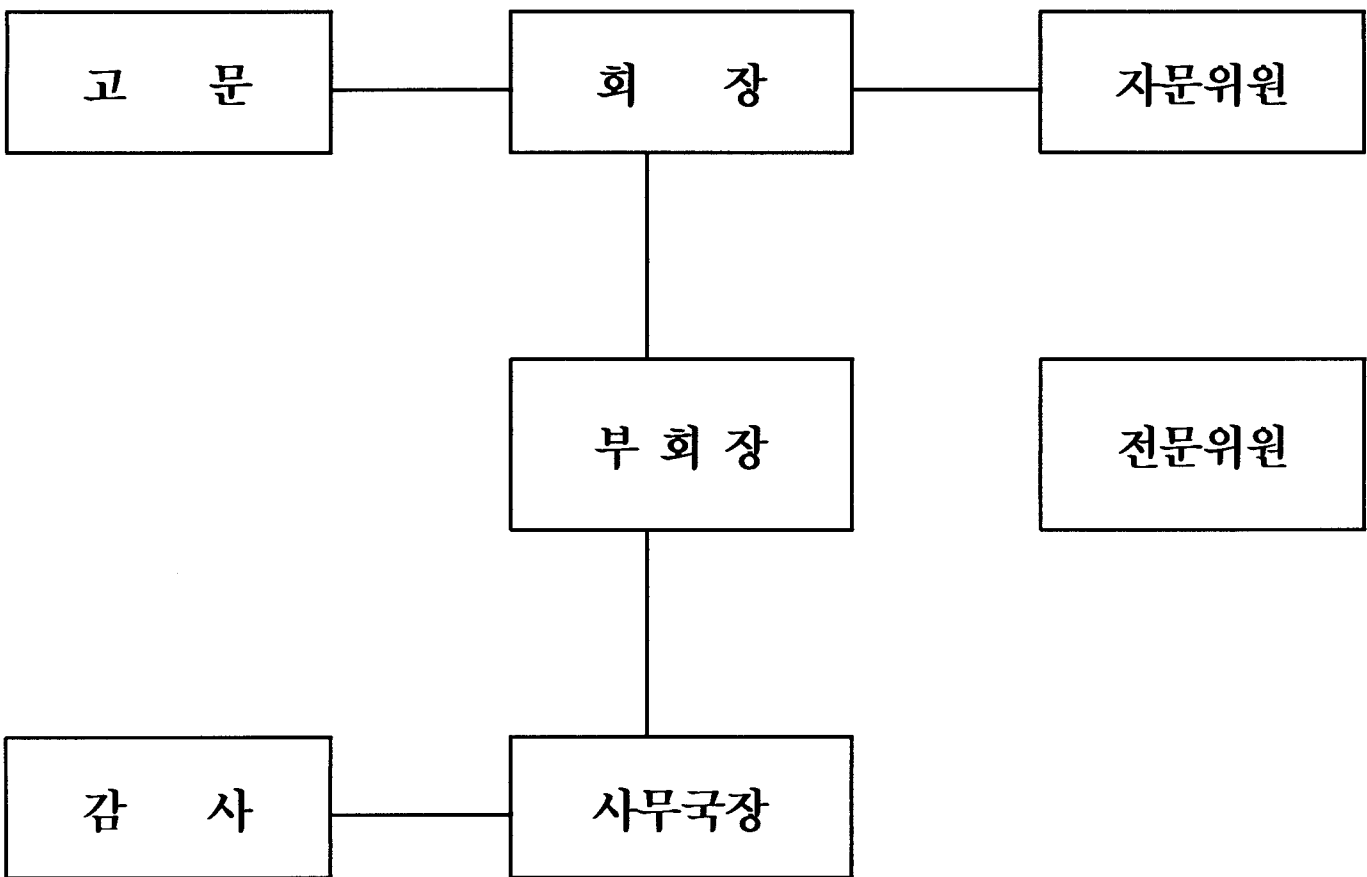 고 문
회 장
자문위원
부 회 장
전문위원
감 사
사무국장